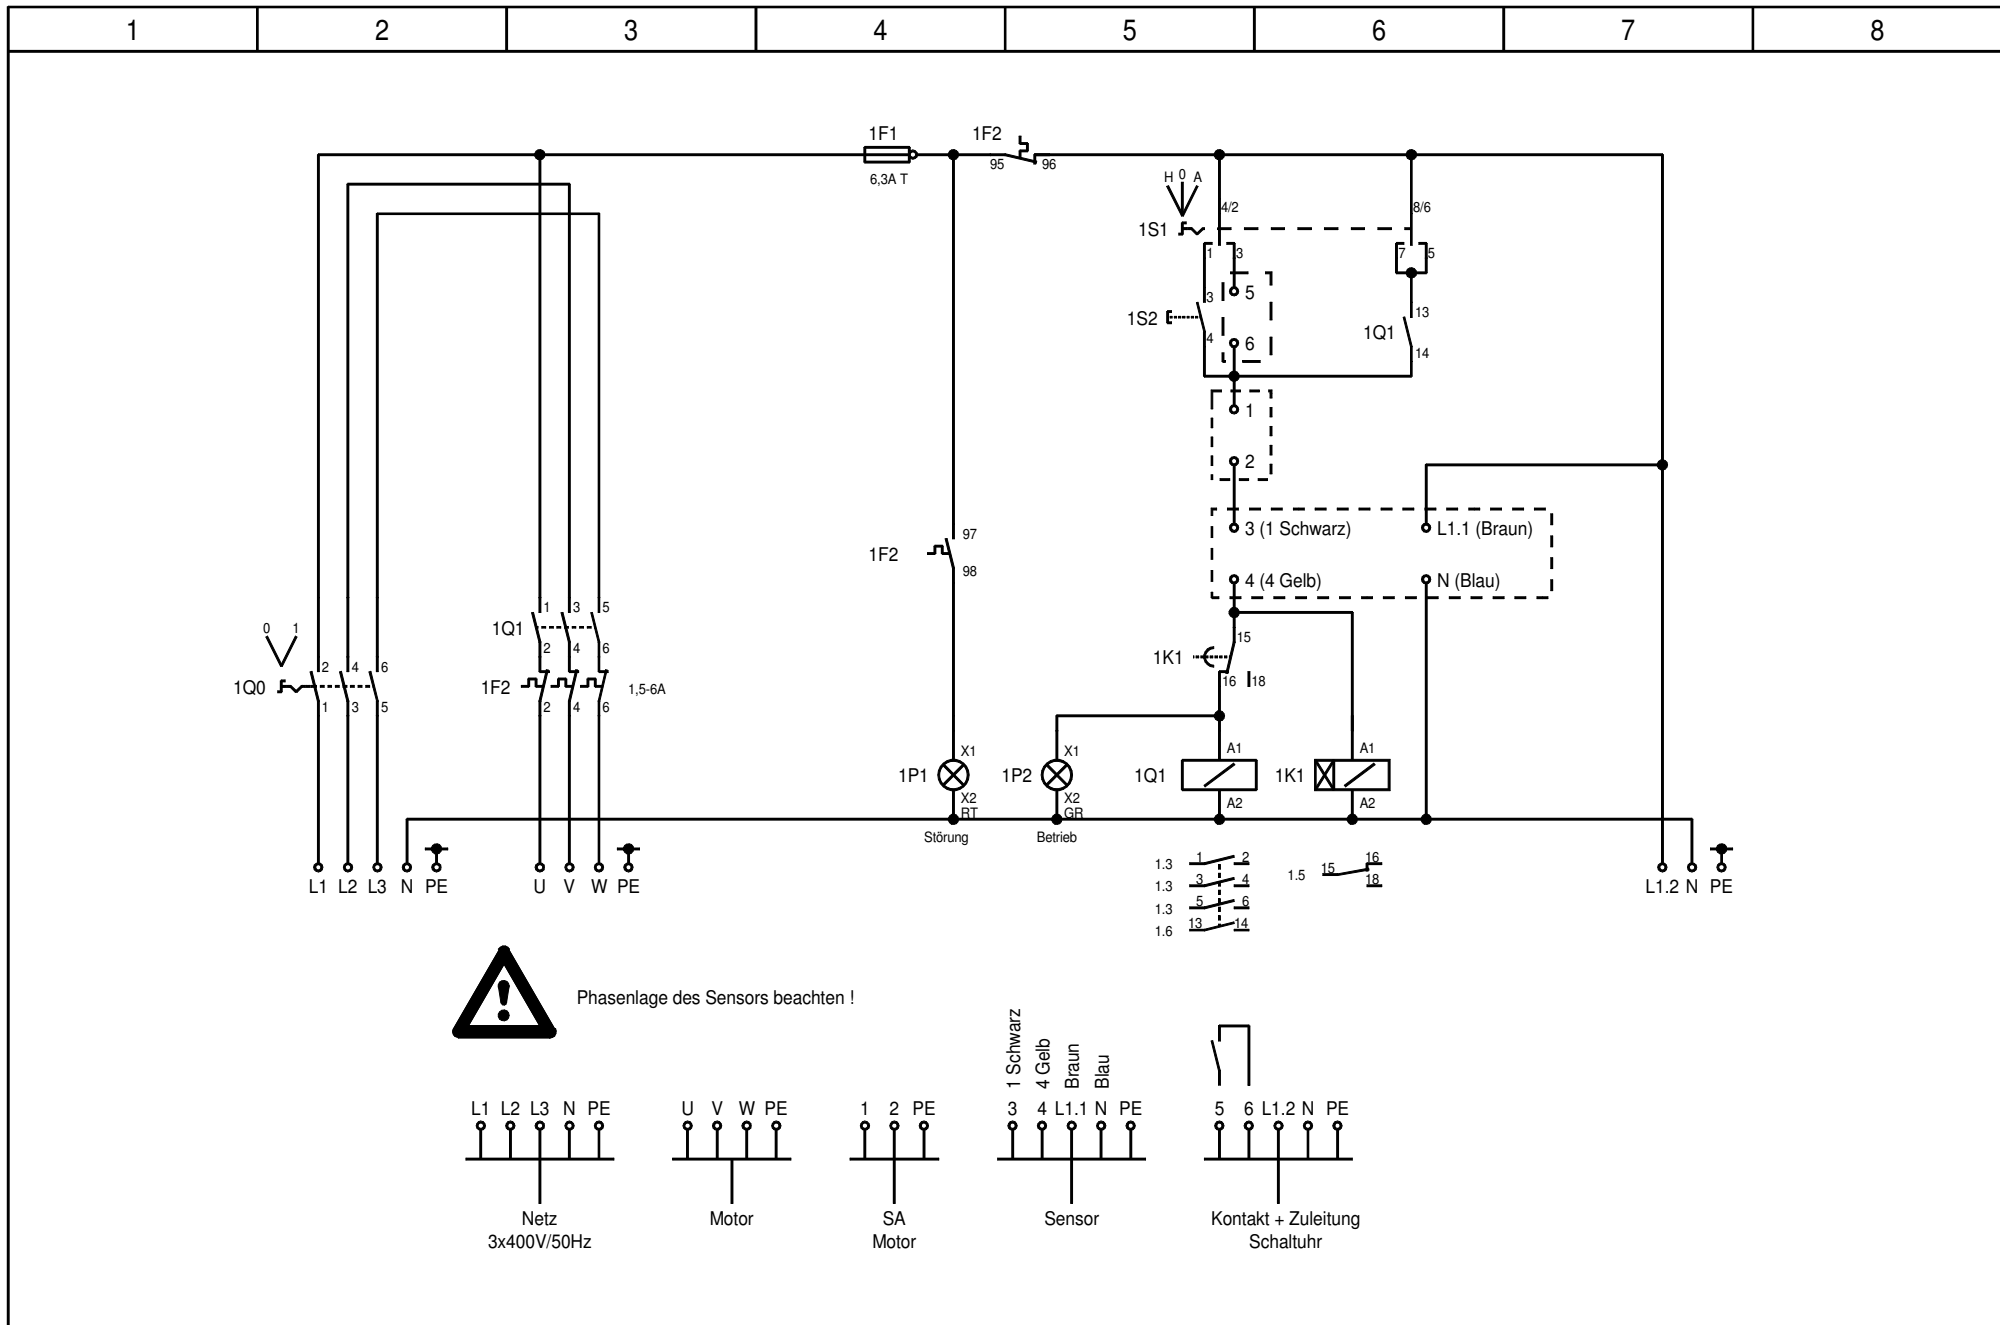 1 2 3 4 5 6 7 8
1F1
1F2
95 96
6,3A T
H 0 A
4/2
8/6
1S1
1 3
7 5
3
5
1S2
4
6
13
1Q1
14
1
2
97
1F2
98
3 (1 Schwarz)
L1.1 (Braun)
4 (4 Gelb)
N (Blau)
1 3 5
1Q1
2 4 6
0 1
2 4 6
1Q0
1 3 5
1F2
1,5-6A
2 4 6
15
1K1
16 18
X1
1P1
X2
RT
Störung
X1
1P2
X2
GR
Betrieb
A1
1Q1
A2
A1
1K1
A2
L1 L2 L3 N PE
U V W PE
L1.2 N PE
1.3 1 2
1.3 3 4
1.3 5 6
1.6 13 14
1.5 15 16
18
Phasenlage des Sensors beachten !
1 Schwarz
4 Gelb
Braun
Blau
L1 L2 L3 N PE
U V W PE
1 2 PE
3 4 L1.1 N PE
5 6 L1.2 N PE
Netz
3x400V/50Hz
Motor
SA
Motor
Sensor
Kontakt + Zuleitung
Schaltuhr